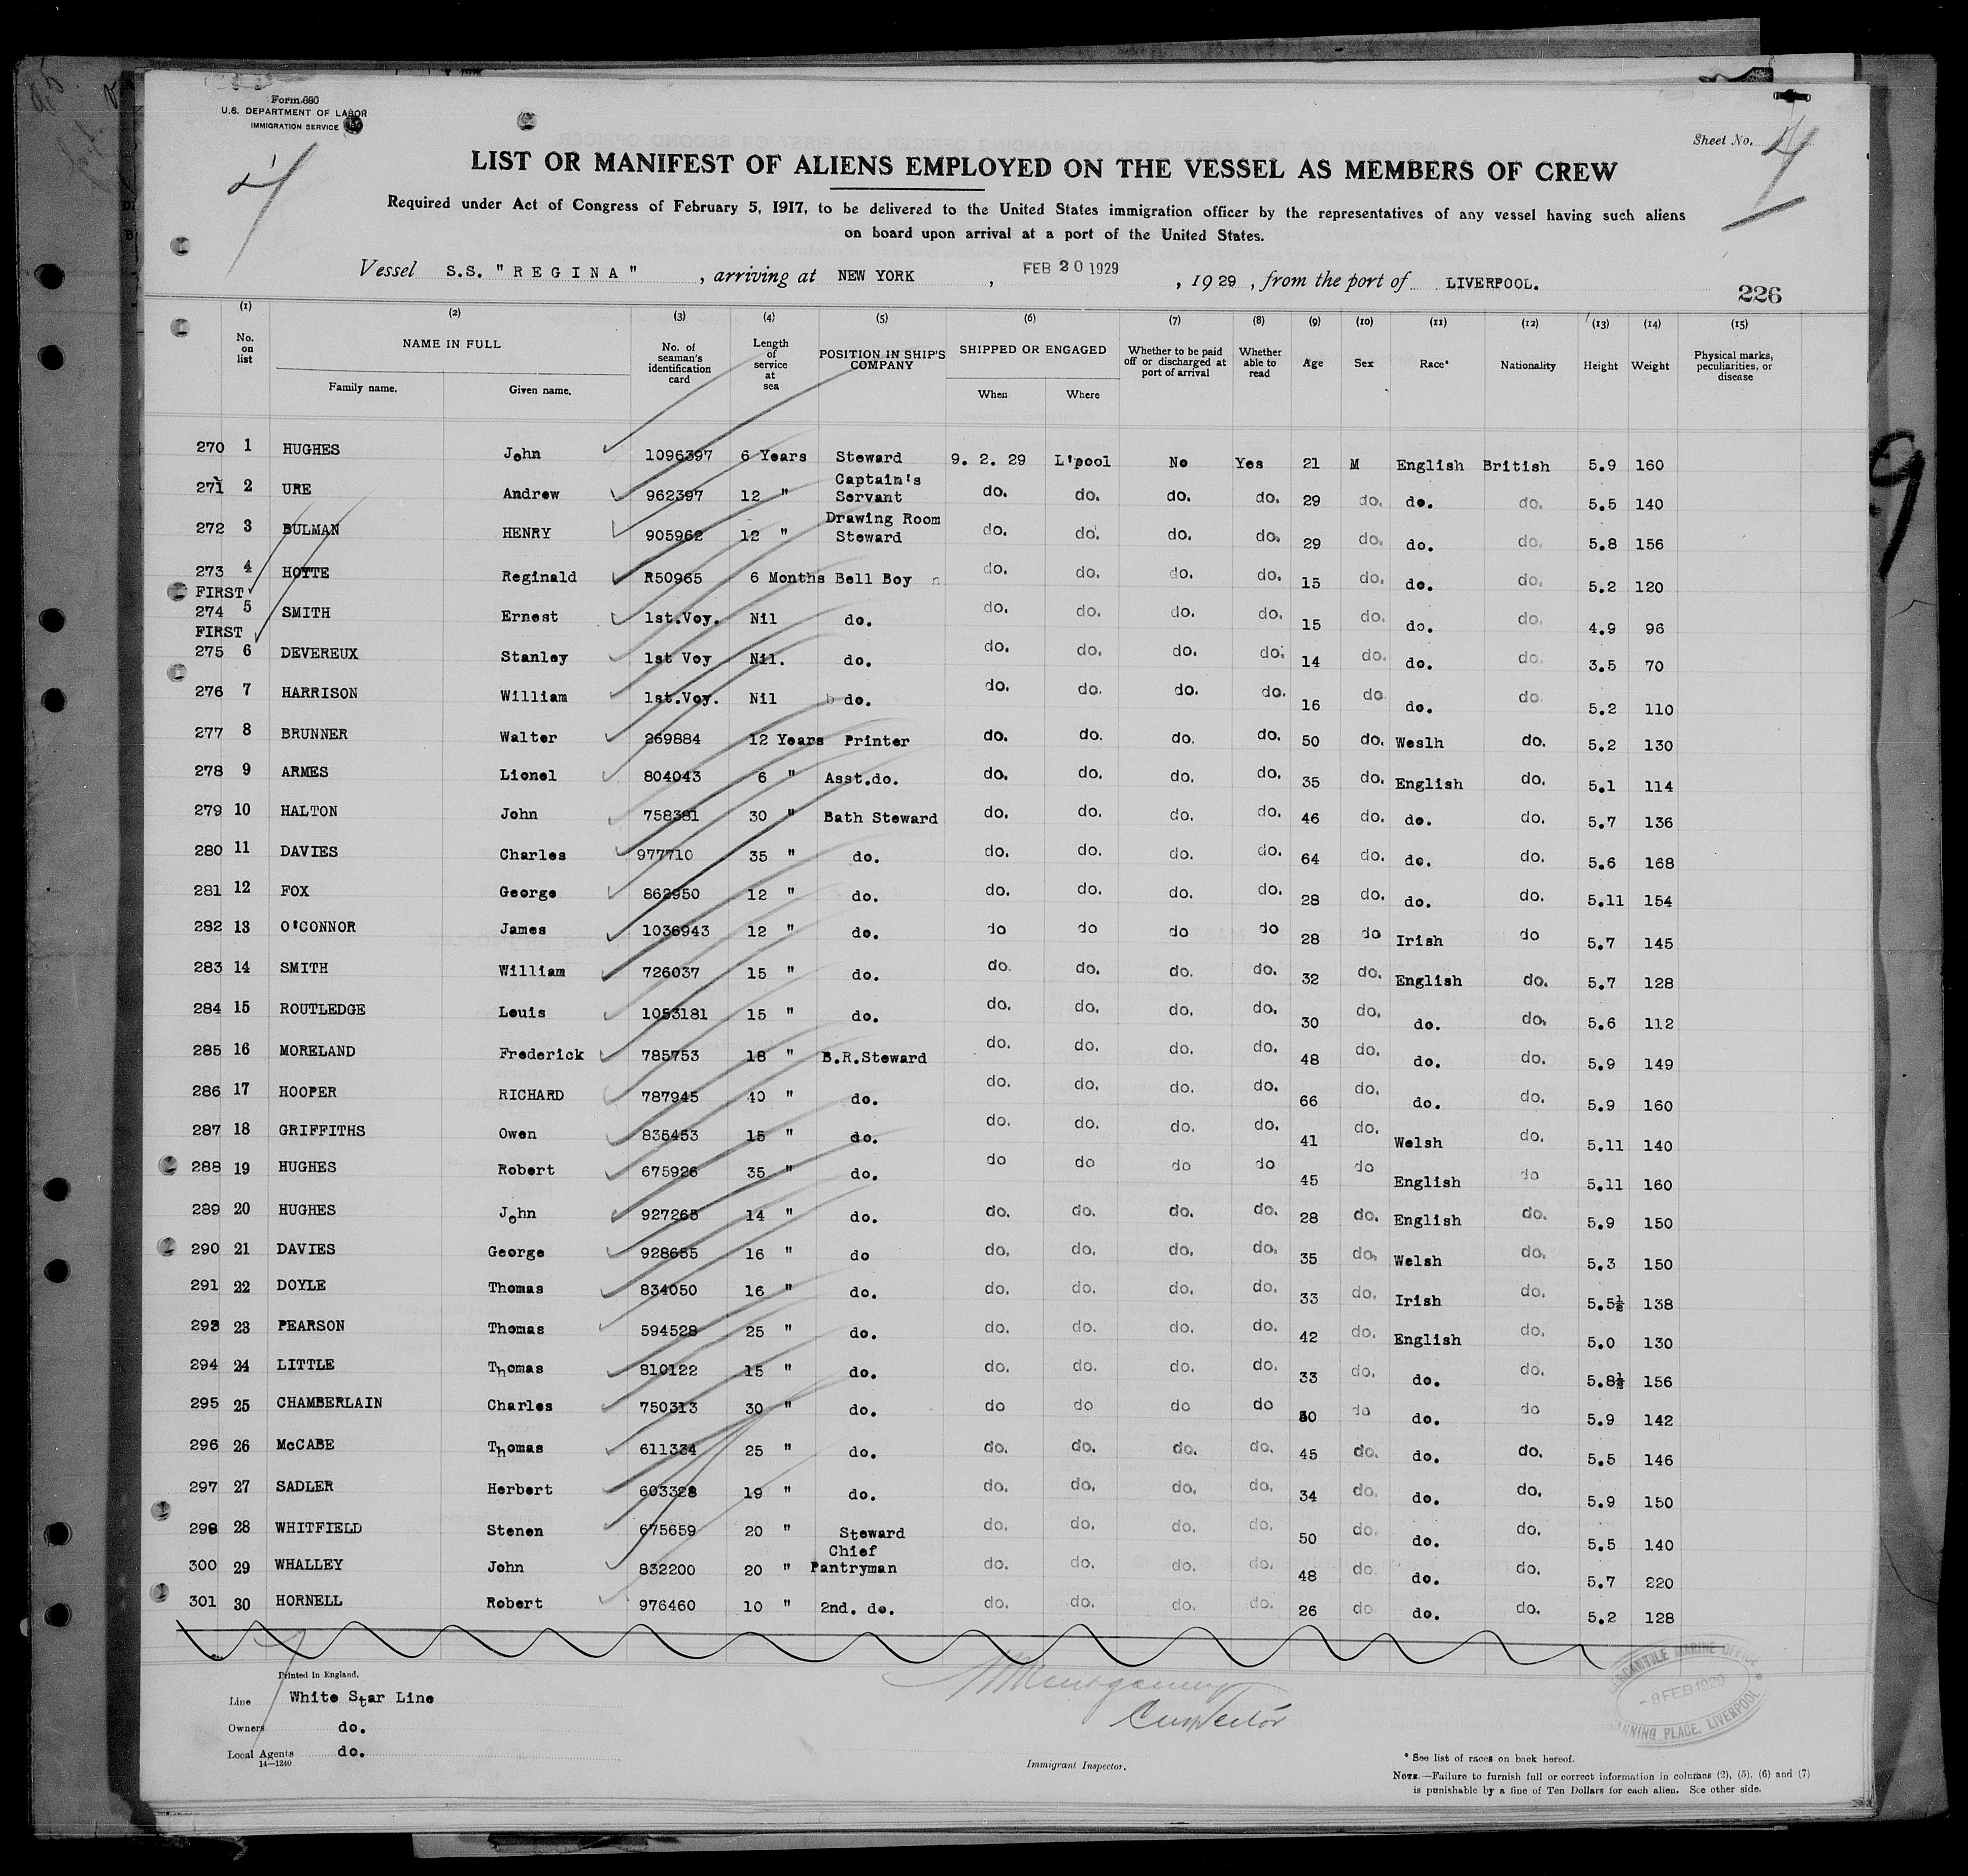 Form 680
U.S. DEPARTMENT OF LABOR
IMMIGRATION SERVICE
4
Sheet No. 4
LIST OR MANIFEST OF ALIENS EMPLOYED ON THE VESSEL AS MEMBERS OF CREW
Required under Act of Congress of February 5, 1917, to be delivered to the United States immigration officer by the representatives of any vessel having such aliens
on board upon arrival at a port of the United States.
Vessel S.S. "REGINA" , arriving at NEW YORK , FEB 20 1929 , 1929 , from the port of LIVERPOOL.
226
9
(1) (2) (3) (4) (5) (6) (7) (8) (9) (10) (11) (12) (13) (14) (15)
No. on list NAME IN FULL Family name. Given name. No. of seaman's identification card Length of service at sea POSITION IN SHIP'S COMPANY SHIPPED OR ENGAGED When Where Whether to be paid off or discharged at port of arrival Whether able to read Age Sex Race* Nationality Height Weight Physical marks, peculiarities, or disease
270 1 HUGHES John 1096397 6 Years Steward 9. 2. 29 L'pool No Yes 21 M English British 5.9 160
271 2 URE Andrew 962397 12 " Captain's Servant do. do. do. do. 29 do. do. do. 5.5 140
272 3 BULMAN HENRY 905962 12 " Drawing Room Steward do. do. do. do. 29 do. do. do. 5.8 156
273 4 HOTTE Reginald R50965 6 Months Bell Boy do. do. do. do. 15 do. do. do. 5.2 120
FIRST
274 5 SMITH Ernest 1st.Voy. Nil do. do. do. do. do. 15 do. do. do. 4.9 96
FIRST
275 6 DEVEREUX Stanley 1st Voy Nil. do. do. do. do. do. 14 do. do. do. 3.5 70
276 7 HARRISON William 1st.Voy. Nil do. do. do. do. do. 16 do do. do. 5.2 110
277 8 BRUNNER Walter 269884 12 Years Printer do. do. do. do. 50 do. Weslh do. 5.2 130
278 9 ARMES Lionel 804043 6 " Asst.do. do. do. do. do. 35 do. English do. 5.1 114
279 10 HALTON John 758381 30 " Bath Steward do. do. do. do. 46 do. do. do. 5.7 136
280 11 DAVIES Charles 977710 35 " do. do. do. do. do. 64 do. do. do. 5.6 168
281 12 FOX George 862950 12 " do. do. do. do. do. 28 do. do. do. 5.11 154
282 13 O'CONNOR James 1036943 12 " do. do do do do 28 do Irish do 5.7 145
283 14 SMITH William 726037 15 " do. do. do. do. do. 32 do. English do. 5.7 128
284 15 ROUTLEDGE Louis 1053181 15 " do. do. do. do. do. 30 do. do. do. 5.6 112
285 16 MORELAND Frederick 785753 18 " B.R.Steward do. do. do. do. 48 do. do. do. 5.9 149
286 17 HOOPER RICHARD 787945 40 " do. do. do. do. do. 66 do. do. do. 5.9 160
287 18 GRIFFITHS Owen 836453 15 " do. do. do. do. do. 41 do. Welsh do. 5.11 140
288 19 HUGHES Robert 675926 35 " do. do do do do 45 do English do 5.11 160
289 20 HUGHES John 927265 14 " do. do. do. do. do. 28 do. English do. 5.9 150
290 21 DAVIES George 928655 16 " do do. do. do. do. 35 do. Welsh do. 5.3 150
291 22 DOYLE Thomas 834050 16 " do. do. do. do. do. 33 do. Irish do. 5.5½ 138
293 23 PEARSON Thomas 594528 25 " do. do. do. do. do. 42 do. English do. 5.0 130
294 24 LITTLE Thomas 810122 15 " do. do. do. do. do. 33 do. do. do. 5.8½ 156
295 25 CHAMBERLAIN Charles 750313 30 " do. do do do do do do. do 5.9 142
296 26 McCABE Thomas 611334 25 " do. do. do. do. do. 45 do. do. do. 5.5 146
297 27 SADLER Herbert 603328 19 " do. do. do. do. do. 34 do. do. do. 5.9 150
298 28 WHITFIELD Stenen 675659 20 " Steward do. do. do. do. 50 do. do. do. 5.5 140
300 29 WHALLEY John 832200 20 " Chief Pantryman do. do. do. do. 48 do. do. do. 5.7 220
301 30 HORNELL Robert 976460 10 " 2nd. do. do. do. do. do. 26 do do. do. 5.2 128
Printed in England.
Line White Star Line
Owners do.
Local Agents do.
14—1240
Inspector
Immigrant Inspector.
MERCANTILE MARINE OFFICE
-8 FEB 1929
CANNING PLACE, LIVERPOOL
* See list of races on back hereof.
NOTE.—Failure to furnish full or correct information in columns (2), (5), (6) and (7)
is punishable by a fine of Ten Dollars for each alien. See other side.